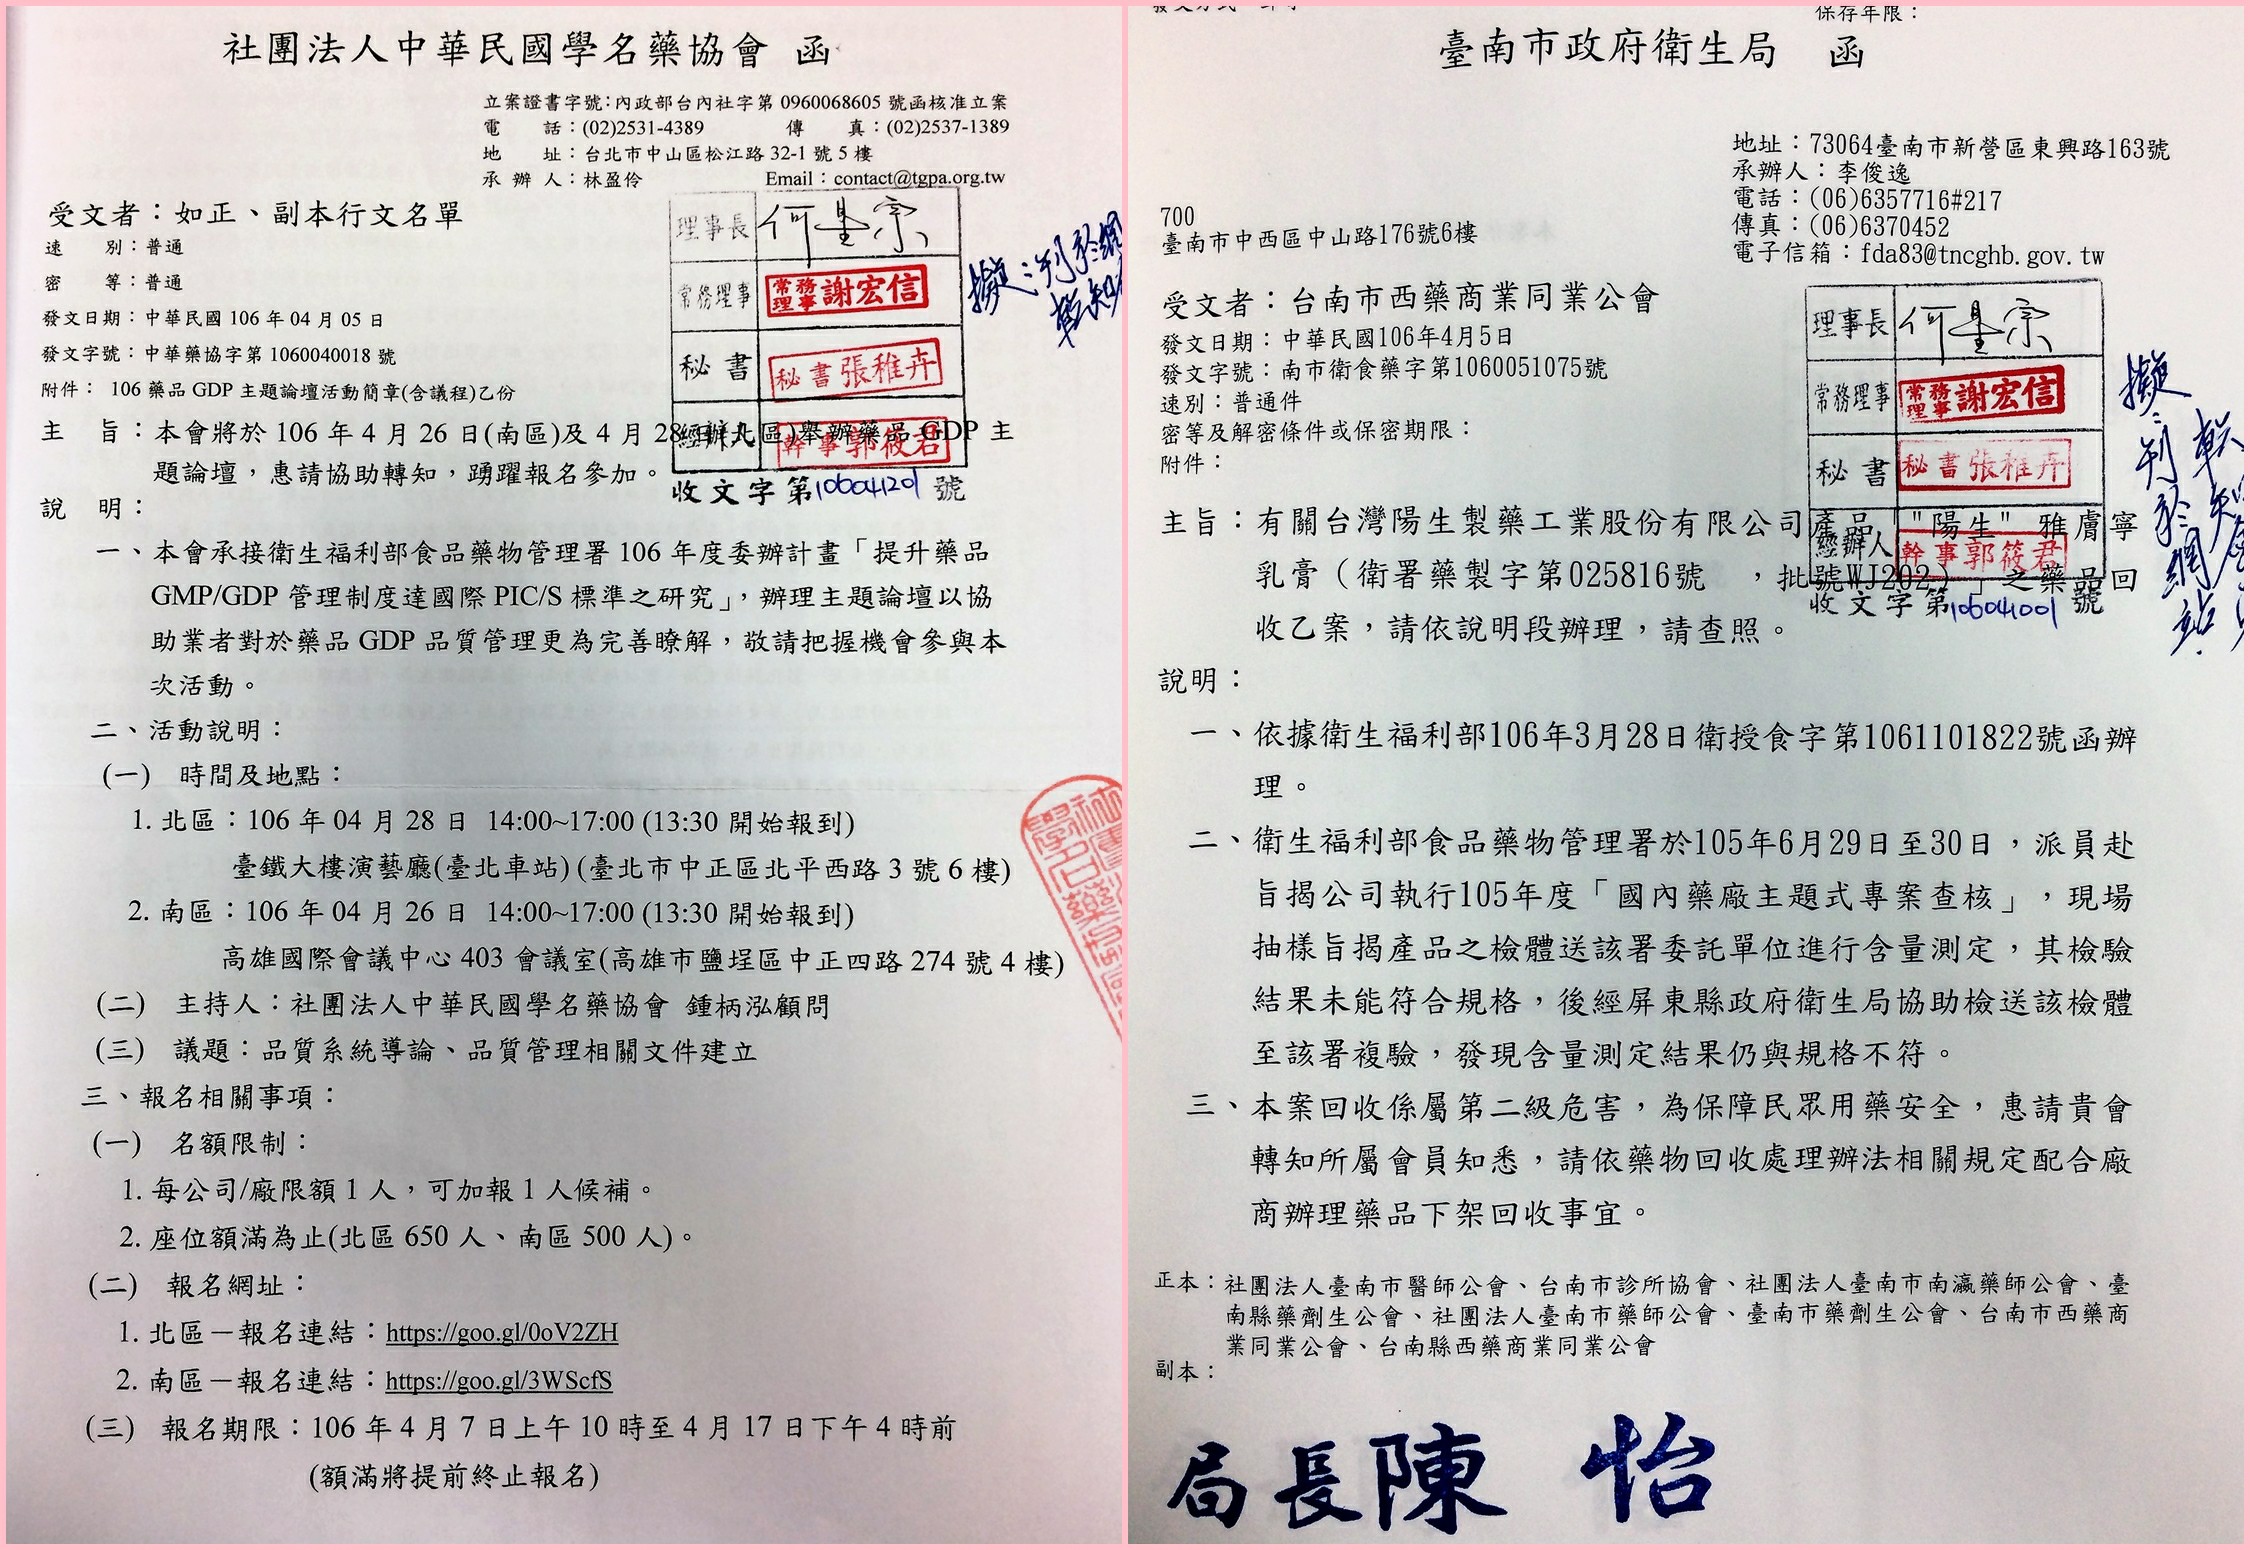 社團法人中華民國學名藥協會 函
立案證書字號：內政部台內社字第 0960068605 號函核准立案
電 話：(02)2531-4389 傳 真：(02)2537-1389
地 址：台北市中山區松江路 32-1 號 5 樓
承 辦 人：林盈伶 Email：contact@tgpa.org.tw
受文者：如正、副本行文名單
速 別：普通
密 等：普通
發文日期：中華民國 106 年 04 月 05 日
發文字號：中華藥協字第 1060040018 號
附件： 106 藥品 GDP 主題論壇活動簡章(含議程)乙份
理事長
常務理事 常務理事 謝宏信
秘書 秘書張稚卉
經辦人 幹事郭筱君
收文字第106041201號
擬：刊於網
主 旨：本會將於 106 年 4 月 26 日(南區)及 4 月 28 日(北區)舉辦藥品 GDP 主
題論壇，惠請協助轉知，踴躍報名參加。
說 明：
一、本會承接衛生福利部食品藥物管理署 106 年度委辦計畫「提升藥品
GMP/GDP 管理制度達國際 PIC/S 標準之研究」，辦理主題論壇以協
助業者對於藥品 GDP 品質管理更為完善瞭解，敬請把握機會參與本
次活動。
二、活動說明：
(一) 時間及地點：
1. 北區：106 年 04 月 28 日 14:00~17:00 (13:30 開始報到)
臺鐵大樓演藝廳(臺北車站) (臺北市中正區北平西路 3 號 6 樓)
2. 南區：106 年 04 月 26 日 14:00~17:00 (13:30 開始報到)
高雄國際會議中心 403 會議室(高雄市鹽埕區中正四路 274 號 4 樓)
(二) 主持人：社團法人中華民國學名藥協會 鍾柄泓顧問
(三) 議題：品質系統導論、品質管理相關文件建立
三、報名相關事項：
(一) 名額限制：
1. 每公司/廠限額 1 人，可加報 1 人候補。
2. 座位額滿為止(北區 650 人、南區 500 人)。
(二) 報名網址：
1. 北區－報名連結：https://goo.gl/0oV2ZH
2. 南區－報名連結：https://goo.gl/3WScfS
(三) 報名期限：106 年 4 月 7 日上午 10 時至 4 月 17 日下午 4 時前
(額滿將提前終止報名)
保存年限：
臺南市政府衛生局 函
地址：73064臺南市新營區東興路163號
承辦人：李俊逸
電話：(06)6357716#217
傳真：(06)6370452
電子信箱：fda83@tncghb.gov.tw
700
臺南市中西區中山路176號6樓
受文者：台南市西藥商業同業公會
發文日期：中華民國106年4月5日
發文字號：南市衛食藥字第1060051075號
速別：普通件
密等及解密條件或保密期限：
附件：
理事長
常務理事 常務理事 謝宏信
秘書 秘書張稚卉
經辦人 幹事郭筱君
收文字第106041001號
擬：刊於網站
主旨：有關台灣陽生製藥工業股份有限公司產品「"陽生" 雅膚寧
乳膏（衛署藥製字第025816號 ，批號WJ202）」之藥品回
收乙案，請依說明段辦理，請查照。
說明：
一、依據衛生福利部106年3月28日衛授食字第1061101822號函辦
理。
二、衛生福利部食品藥物管理署於105年6月29日至30日，派員赴
旨揭公司執行105年度「國內藥廠主題式專案查核」，現場
抽樣旨揭產品之檢體送該署委託單位進行含量測定，其檢驗
結果未能符合規格，後經屏東縣政府衛生局協助檢送該檢體
至該署複驗，發現含量測定結果仍與規格不符。
三、本案回收係屬第二級危害，為保障民眾用藥安全，惠請貴會
轉知所屬會員知悉，請依藥物回收處理辦法相關規定配合廠
商辦理藥品下架回收事宜。
正本：社團法人臺南市醫師公會、台南市診所協會、社團法人臺南市南瀛藥師公會、臺
南縣藥劑生公會、社團法人臺南市藥師公會、臺南市藥劑生公會、台南市西藥商
業同業公會、台南縣西藥商業同業公會
副本：
局長陳怡